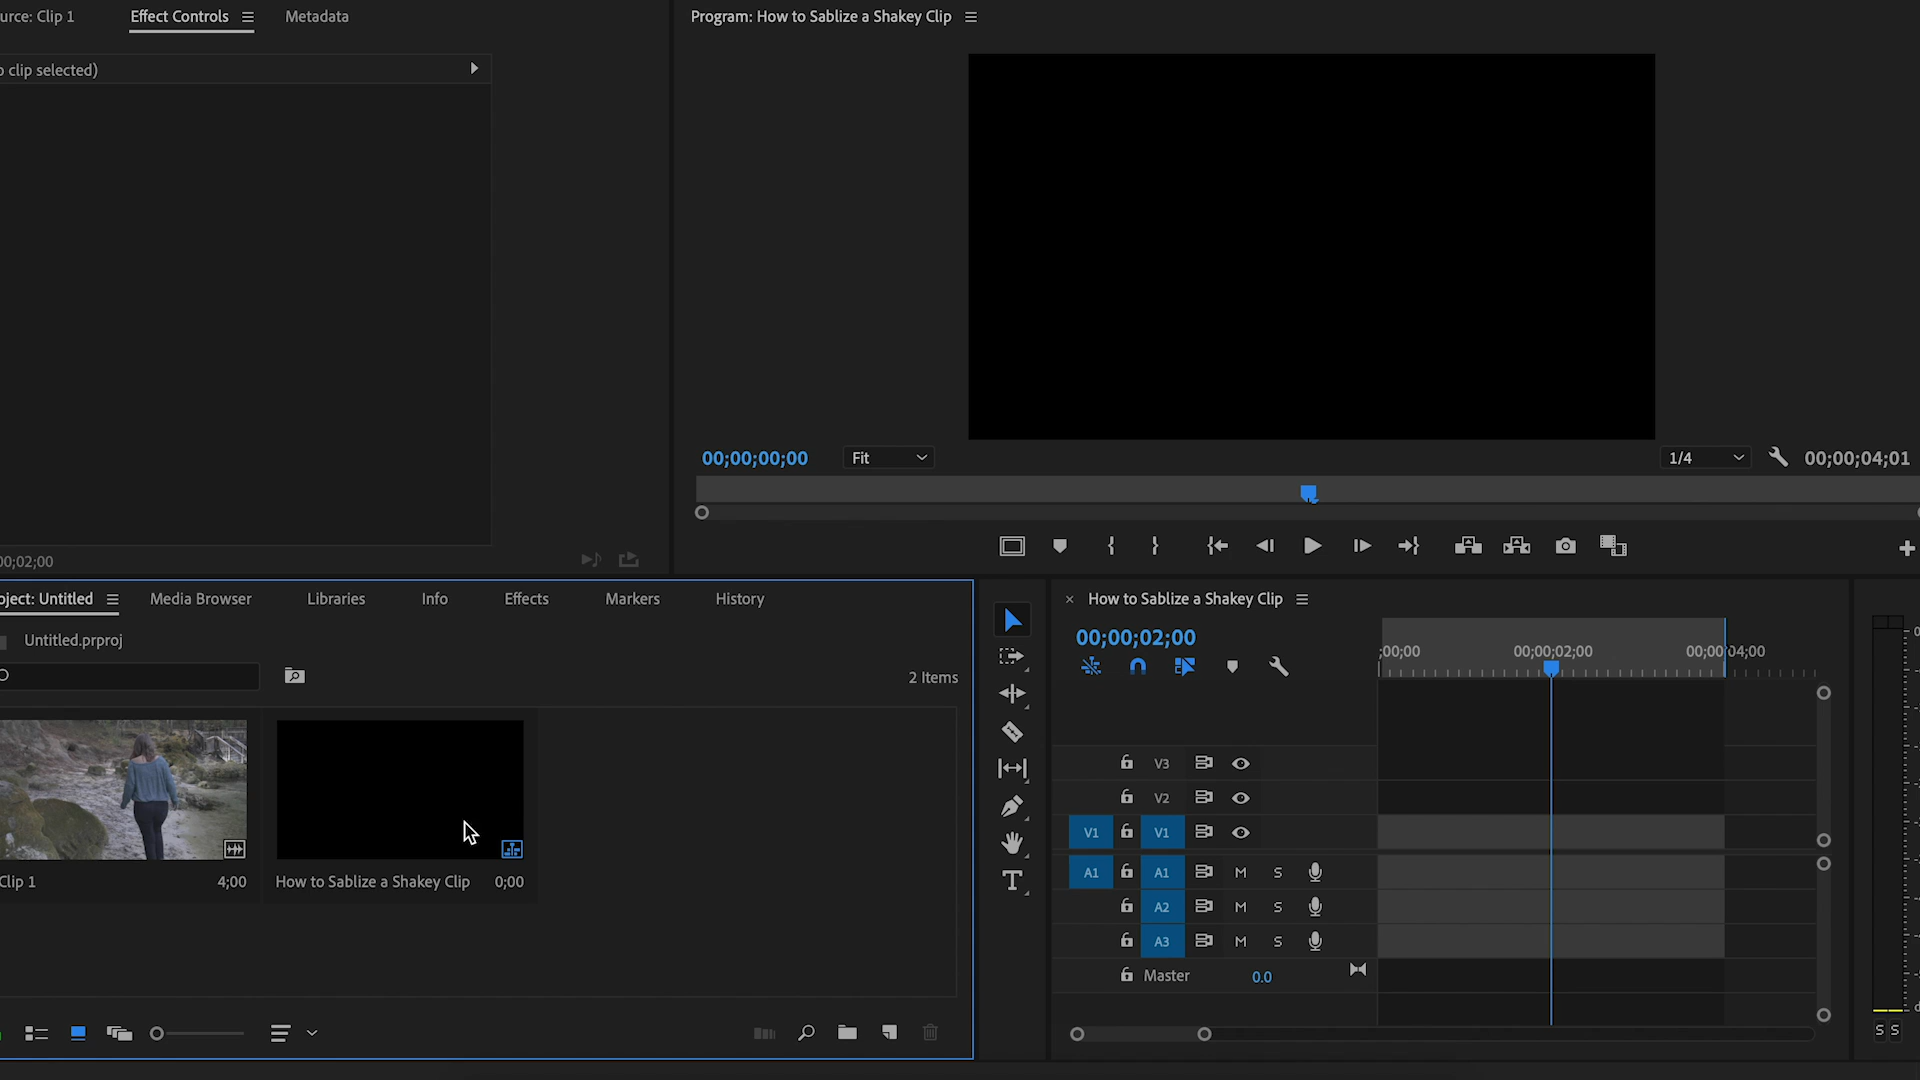 urce: Clip 1
Effect Controls
Metadata
Program: How to Sablize a Shakey Clip
o clip selected)
00;00;00;00
Fit
1/4
00;00;04;01
00;02;00
oject: Untitled
Media Browser
Libraries
Info
Effects
Markers
History
Untitled.prproj
2 Items
Clip 1
4;00
How to Sablize a Shakey Clip
0;00
× How to Sablize a Shakey Clip
00;00;02;00
;00;00
00;00;02;00
00;00;04;00
V3
V2
V1 V1
A1 A1 M S
A2 M S
A3 M S
Master
0.0
S S